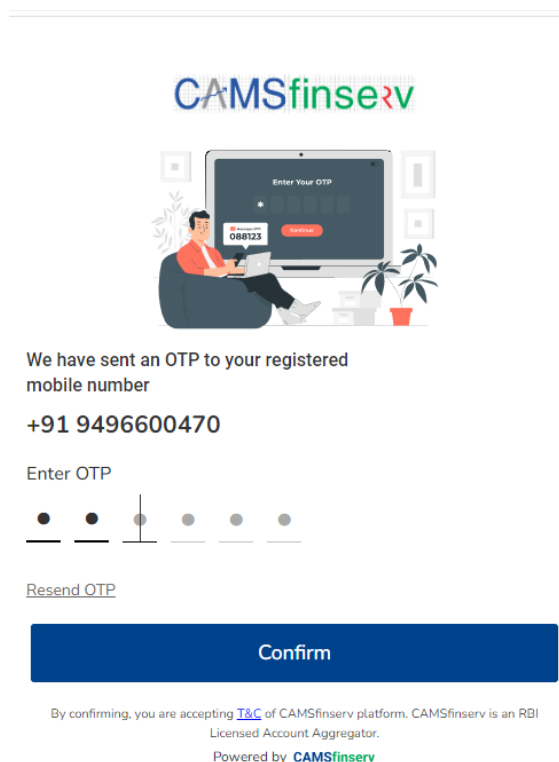 CAMSfinserv
Enter Your OTP
*
088123
Continue
We have sent an OTP to your registered
mobile number
+91 9496600470
Enter OTP
Resend OTP
Confirm
By confirming, you are accepting T&C of CAMSfinserv platform. CAMSfinserv is an RBI
Licensed Account Aggregator.
Powered by CAMSfinserv